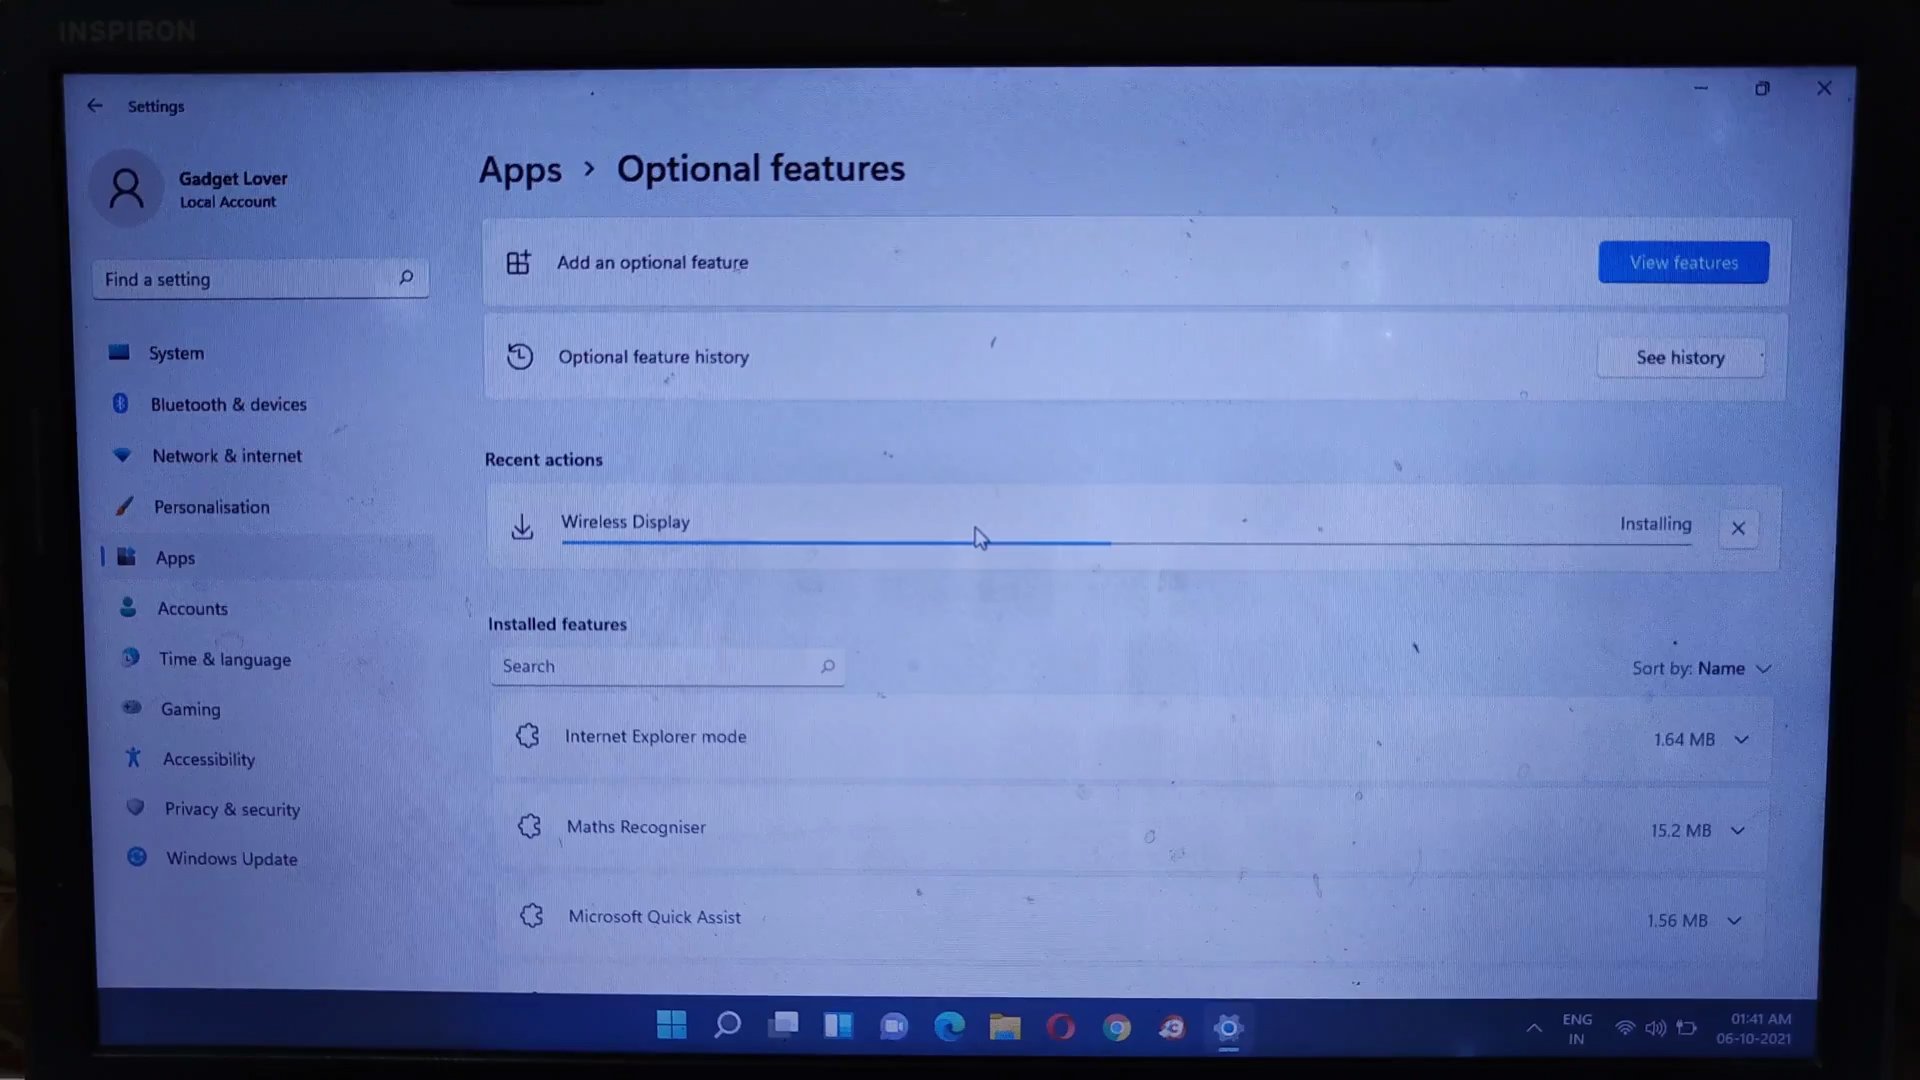 INSPIRON
Settings
Gadget Lover
Local Account
Find a setting
System
Bluetooth & devices
Network & internet
Personalisation
Apps
Accounts
Time & language
Gaming
Accessibility
Privacy & security
Windows Update
Apps > Optional features
Add an optional feature
View features
Optional feature history
See history
Recent actions
Wireless Display
Installing
Installed features
Search
Sort by: Name
Internet Explorer mode
1.64 MB
Maths Recogniser
15.2 MB
Microsoft Quick Assist
1.56 MB
ENG
IN
01:41 AM
06-10-2021